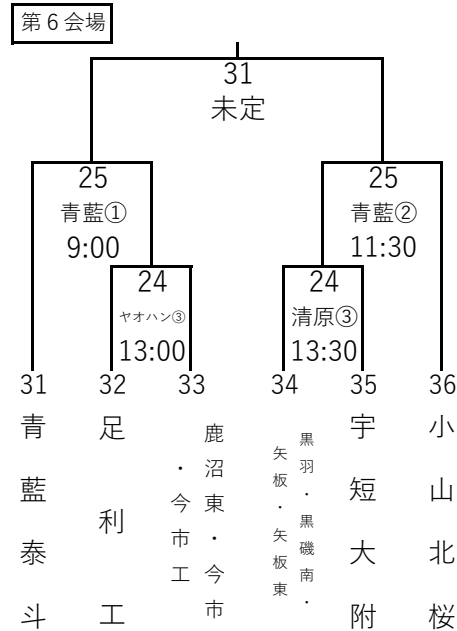 第６会場
31
未定
25
青藍①
9:00
25
青藍②
11:30
24
ヤオハン③
13:00
24
清原③
13:30
31
32
33
34
35
36
青藍泰斗
足利工
鹿沼東・今市
・今市工
黒羽・黒磯南・
矢板・矢板東
宇短大附
小山北桜